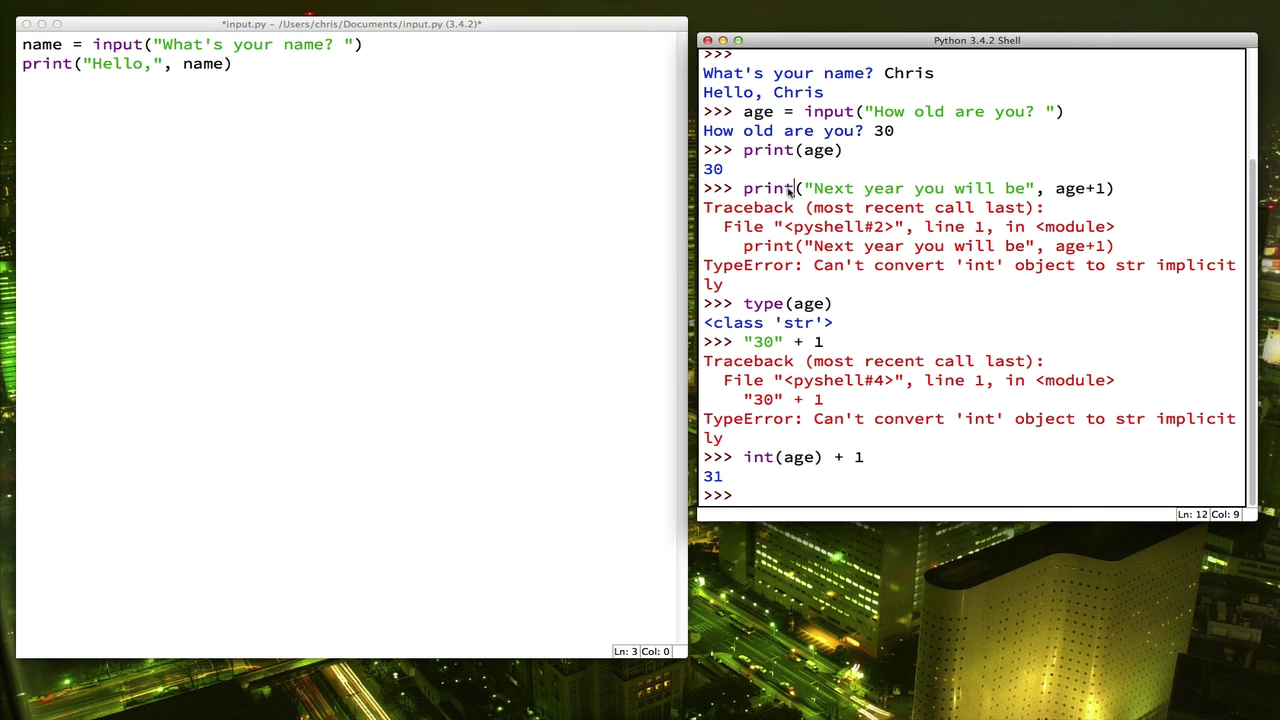 *input.py – /Users/chris/Documents/input.py (3.4.2)*
name = input("What's your name? ")
print("Hello,", name)
Ln: 3 Col: 0
Python 3.4.2 Shell
>>>
What's your name? Chris
Hello, Chris
>>> age = input("How old are you? ")
How old are you? 30
>>> print(age)
30
>>> print("Next year you will be", age+1)
Traceback (most recent call last):
  File "<pyshell#2>", line 1, in <module>
    print("Next year you will be", age+1)
TypeError: Can't convert 'int' object to str implicit
ly
>>> type(age)
<class 'str'>
>>> "30" + 1
Traceback (most recent call last):
  File "<pyshell#4>", line 1, in <module>
    "30" + 1
TypeError: Can't convert 'int' object to str implicit
ly
>>> int(age) + 1
31
>>>
Ln: 12 Col: 9